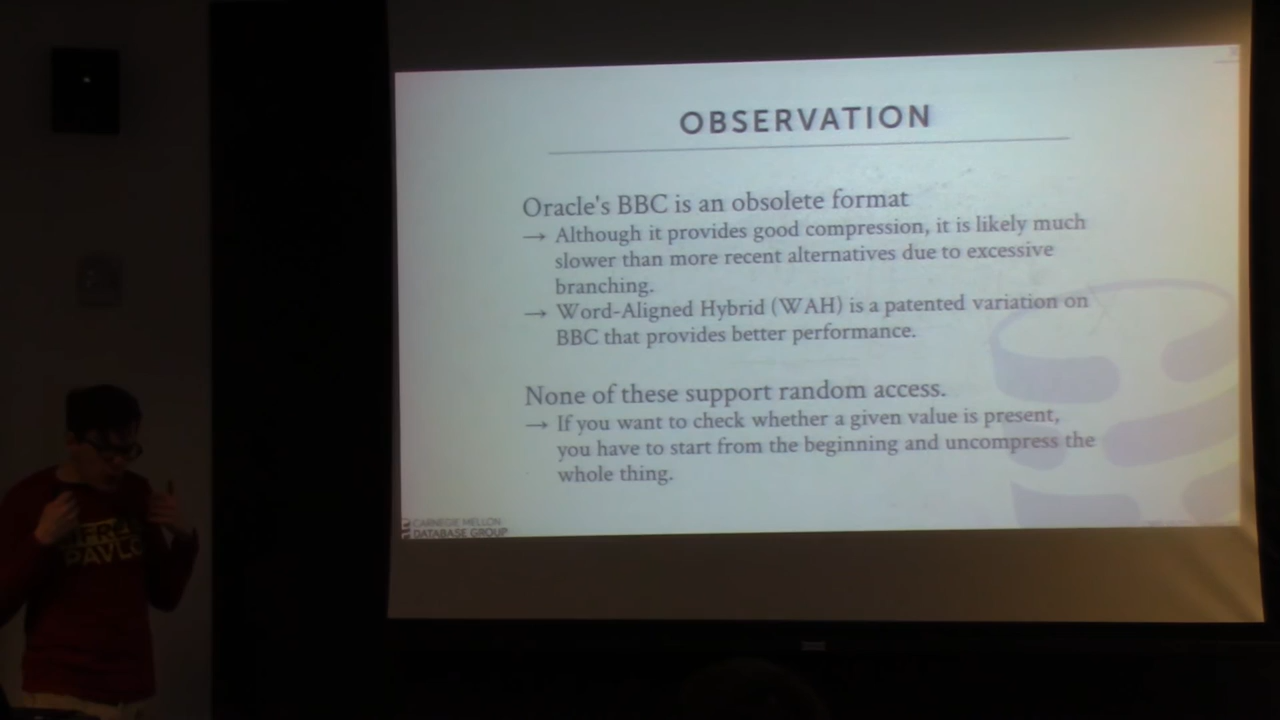 OBSERVATION
Oracle's BBC is an obsolete format
→ Although it provides good compression, it is likely much
slower than more recent alternatives due to excessive
branching.
→ Word-Aligned Hybrid (WAH) is a patented variation on
BBC that provides better performance.
None of these support random access.
→ If you want to check whether a given value is present,
you have to start from the beginning and uncompress the
whole thing.
CARNEGIE MELLON
DATABASE GROUP
PAVLO